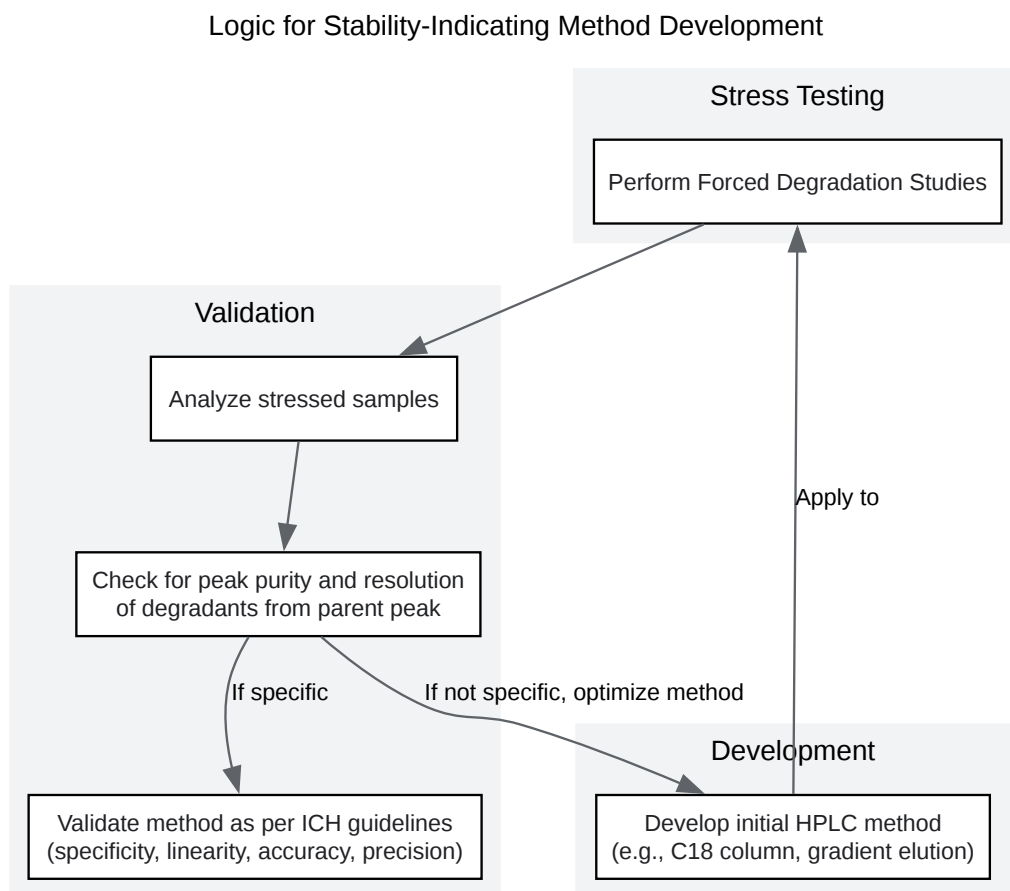 Logic for Stability-Indicating Method Development
Stress Testing
Perform Forced Degradation Studies
Validation
Analyze stressed samples
Apply to
Check for peak purity and resolution
of degradants from parent peak
If specific
If not specific, optimize method
Development
Validate method as per ICH guidelines
(specificity, linearity, accuracy, precision)
Develop initial HPLC method
(e.g., C18 column, gradient elution)